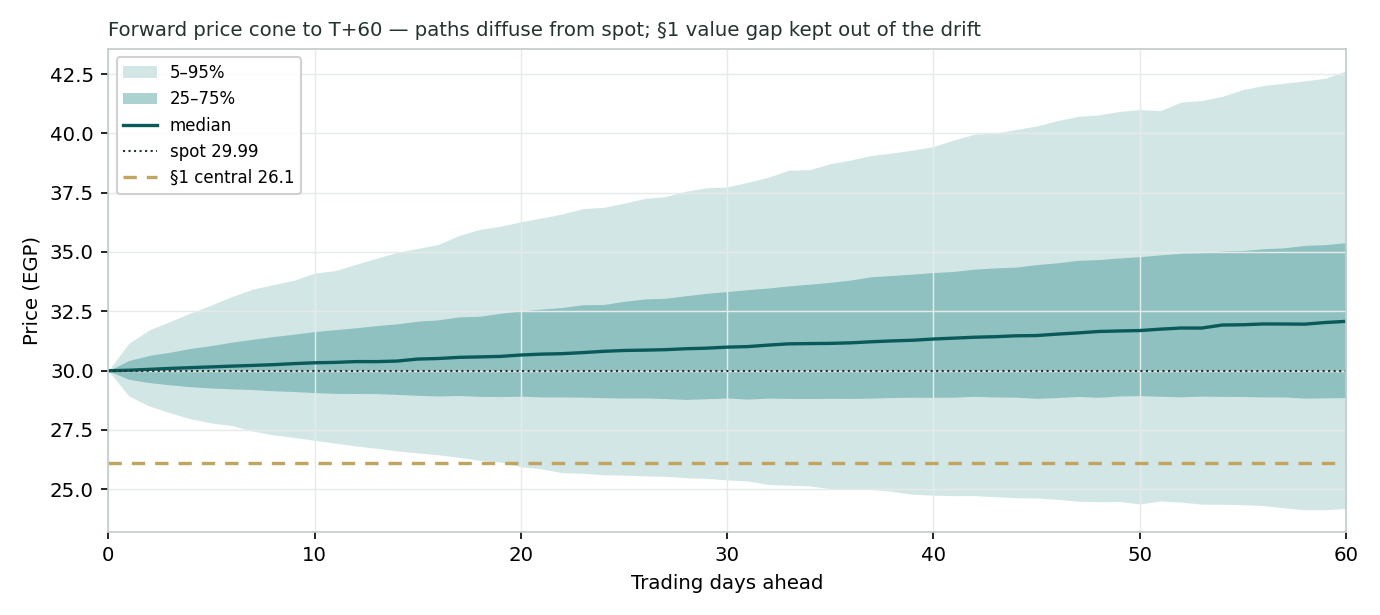 Forward price cone to T+60 — paths diffuse from spot; §1 value gap kept out of the drift
5–95%
25–75%
median
spot 29.99
§1 central 26.1
Price (EGP)
42.5
40.0
37.5
35.0
32.5
30.0
27.5
25.0
0 10 20 30 40 50 60
Trading days ahead